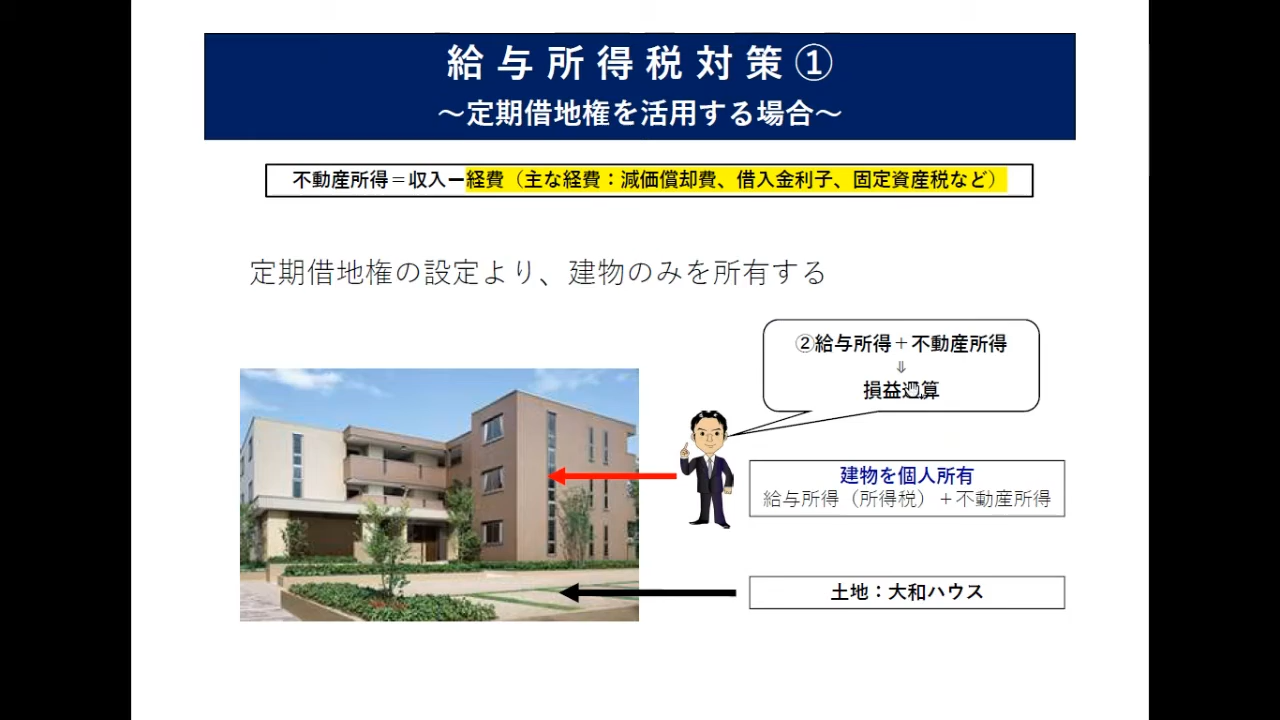 給与所得税対策①
～定期借地権を活用する場合～
不動産所得＝収入ー経費（主な経費：減価償却費、借入金利子、固定資産税など）
定期借地権の設定より、建物のみを所有する
②給与所得＋不動産所得
⇓
損益通算
建物を個人所有
給与所得（所得税）＋不動産所得
土地：大和ハウス